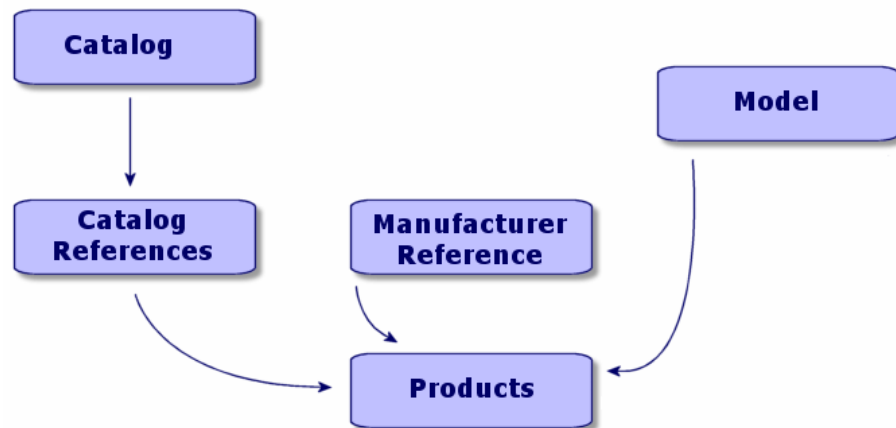 Catalog
Model
Catalog
References
Manufacturer
Reference
Products